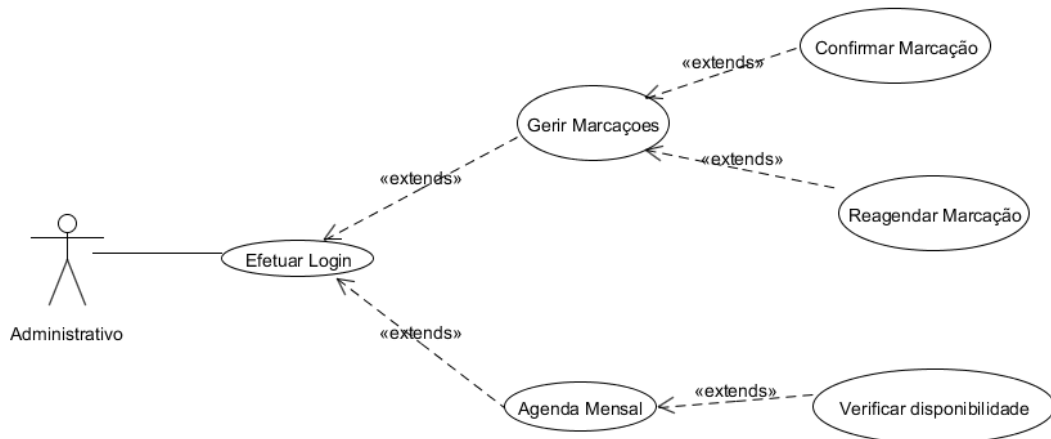 Confirmar Marcação
«extends»
Gerir Marcaçoes
«extends»
«extends»
Reagendar Marcação
Efetuar Login
Administrativo
«extends»
«extends»
Agenda Mensal
Verificar disponibilidade